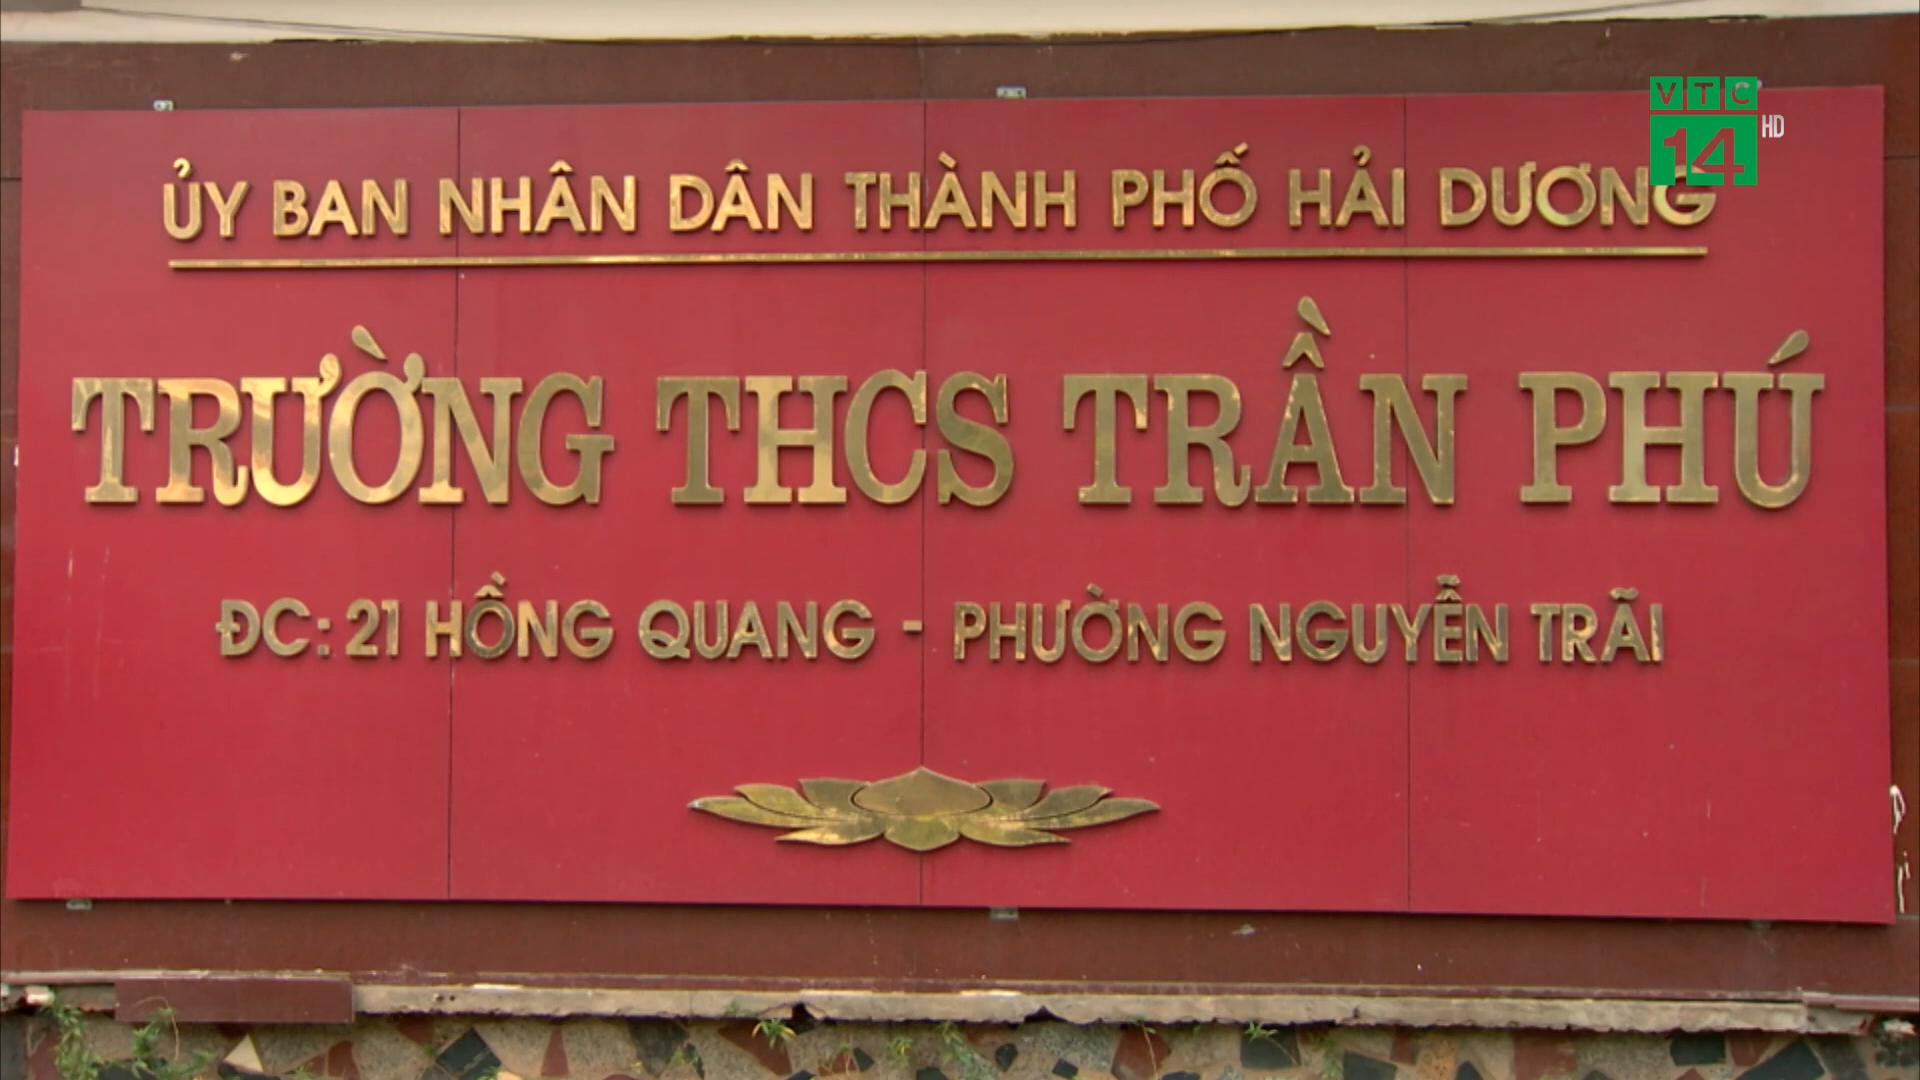 VTC
14 HD
ỦY BAN NHÂN DÂN THÀNH PHỐ HẢI DƯƠNG
TRƯỜNG THCS TRẦN PHÚ
ĐC: 21 HỒNG QUANG - PHƯỜNG NGUYỄN TRÃI